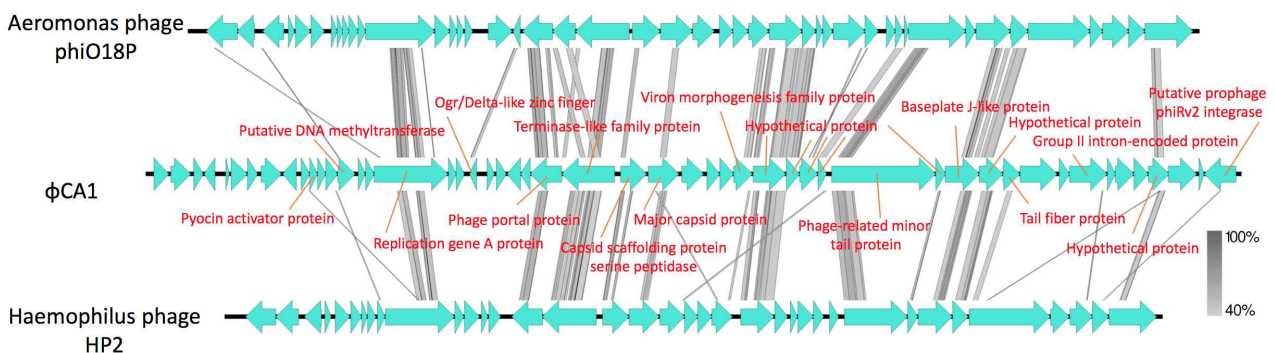 Aeromonas phage
phiO18P
Ogr/Delta-like zinc finger
Viron morphogeneisis family protein
Putative prophage
phiRv2 integrase
Baseplate J-like protein
Putative DNA methyltransferase
Terminase-like family protein
Hypothetical protein
Hypothetical protein
Group II intron-encoded protein
ϕCA1
Pyocin activator protein
Phage portal protein
Major capsid protein
Phage-related minor
tail protein
Tail fiber protein
Replication gene A protein
Capsid scaffolding protein
serine peptidase
Hypothetical protein
100%
40%
Haemophilus phage
HP2